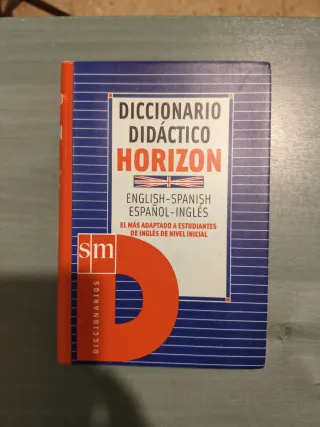 DICCIONARIO
DIDÁCTICO
HORIZON
ENGLISH-SPANISH
ESPAÑOL-INGLÉS
EL MÁS ADAPTADO A ESTUDIANTES
DE INGLÉS DE NIVEL INICIAL
sm
D
DICCIONARIOS